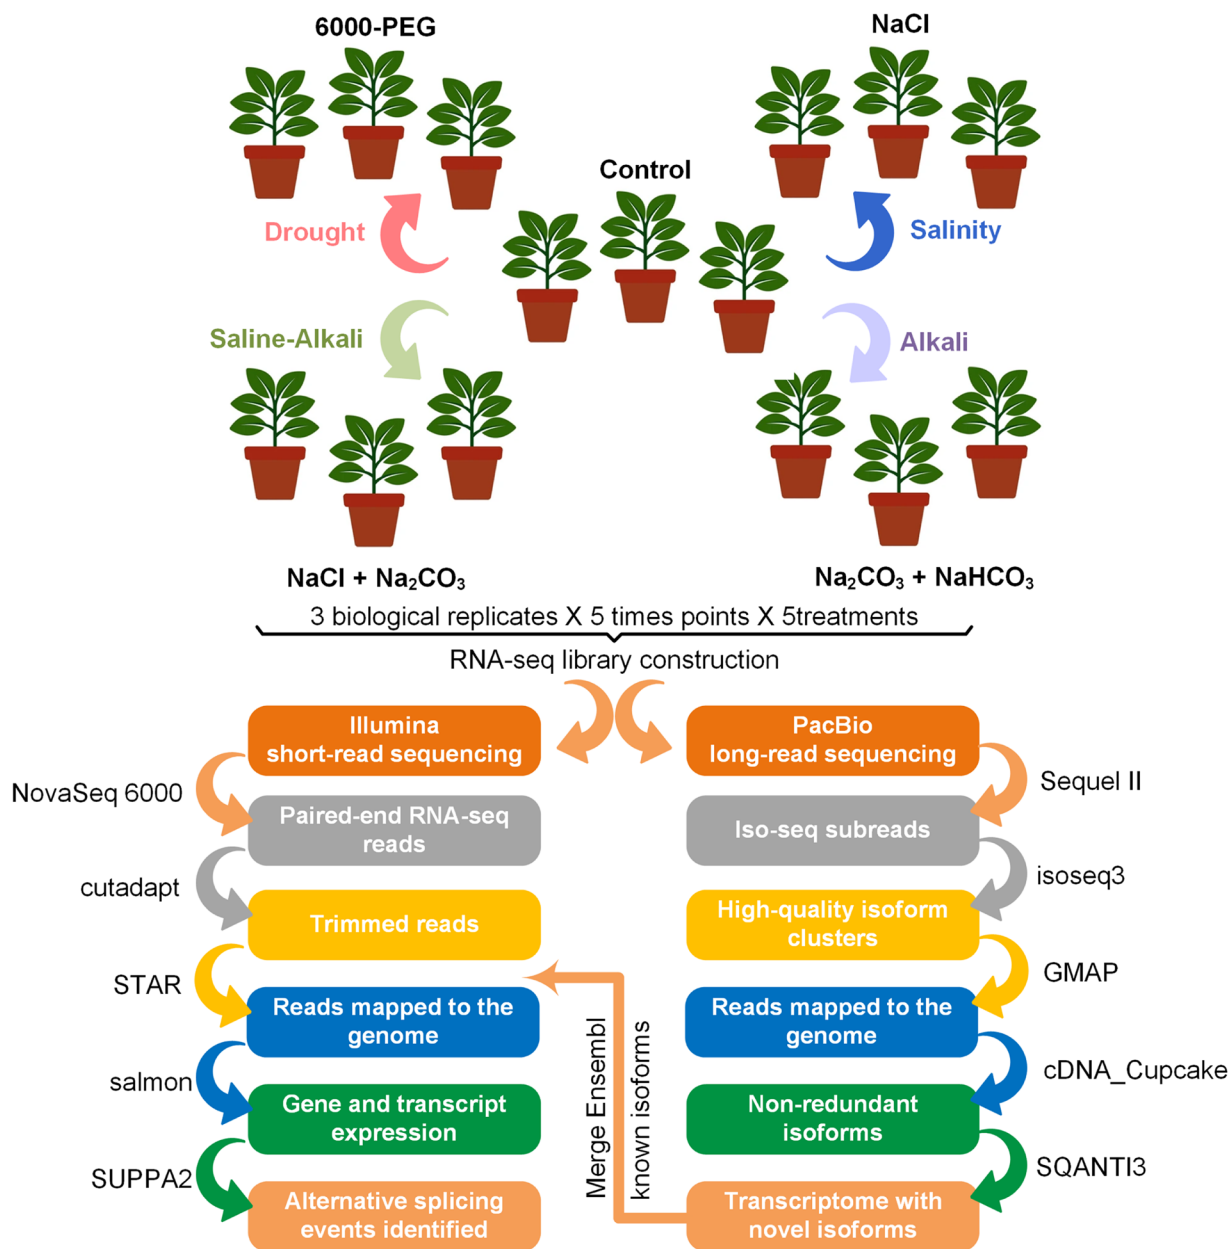 6000-PEG
NaCl
Control
Drought
Salinity
Saline-Alkali
Alkali
NaCl + Na₂CO₃
Na₂CO₃ + NaHCO₃
3 biological replicates X 5 times points X 5treatments
RNA-seq library construction
Illumina
short-read sequencing
PacBio
long-read sequencing
NovaSeq 6000
Sequel II
Paired-end RNA-seq
reads
Iso-seq subreads
cutadapt
isoseq3
Trimmed reads
High-quality isoform
clusters
STAR
GMAP
Reads mapped to the
genome
Reads mapped to the
genome
Merge Ensembl
known isoforms
salmon
cDNA_Cupcake
Gene and transcript
expression
Non-redundant
isoforms
SUPPA2
SQANTI3
Alternative splicing
events identified
Transcriptome with
novel isoforms